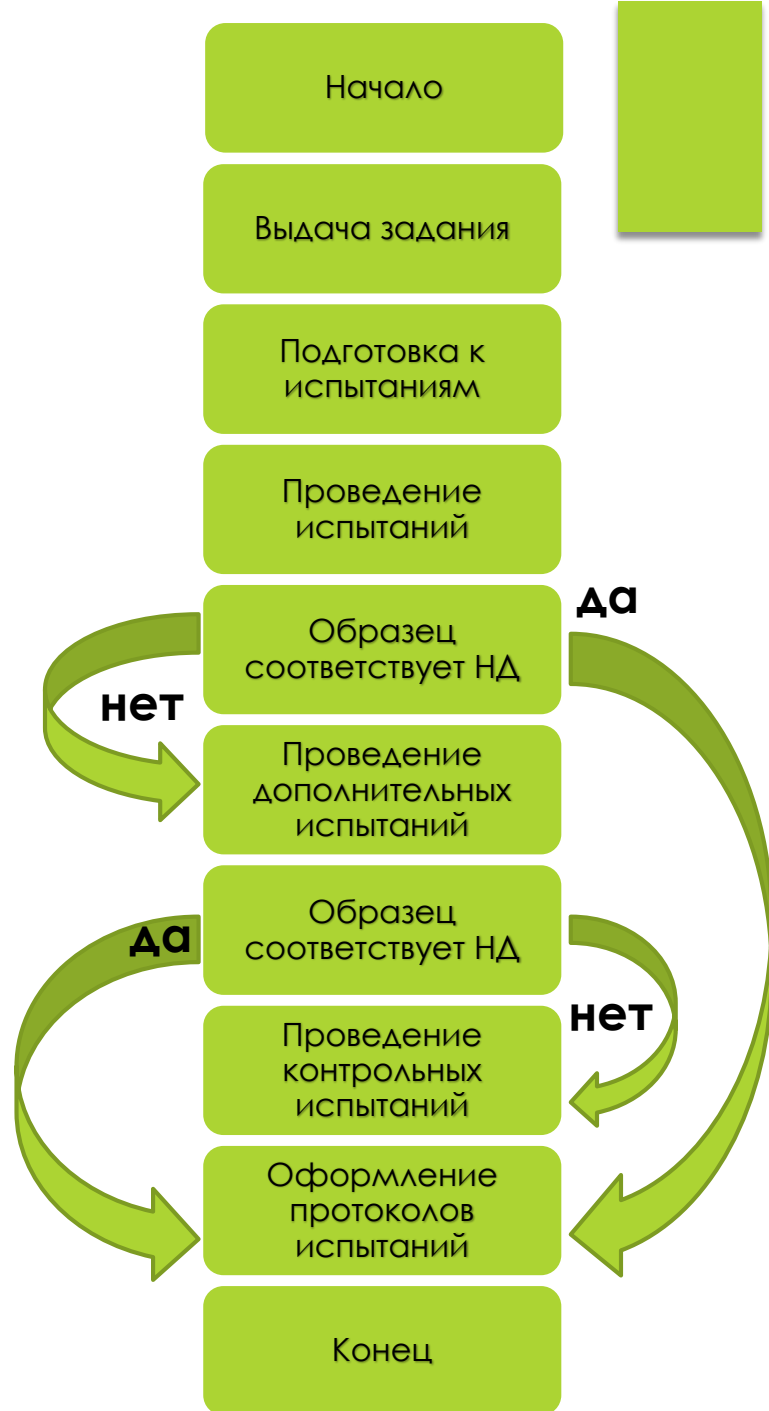 Начало
Выдача задания
Подготовка к
испытаниям
Проведение
испытаний
да
Образец
соответствует НД
нет
Проведение
дополнительных
испытаний
Образец
соответствует НД
да
нет
Проведение
контрольных
испытаний
Оформление
протоколов
испытаний
Конец